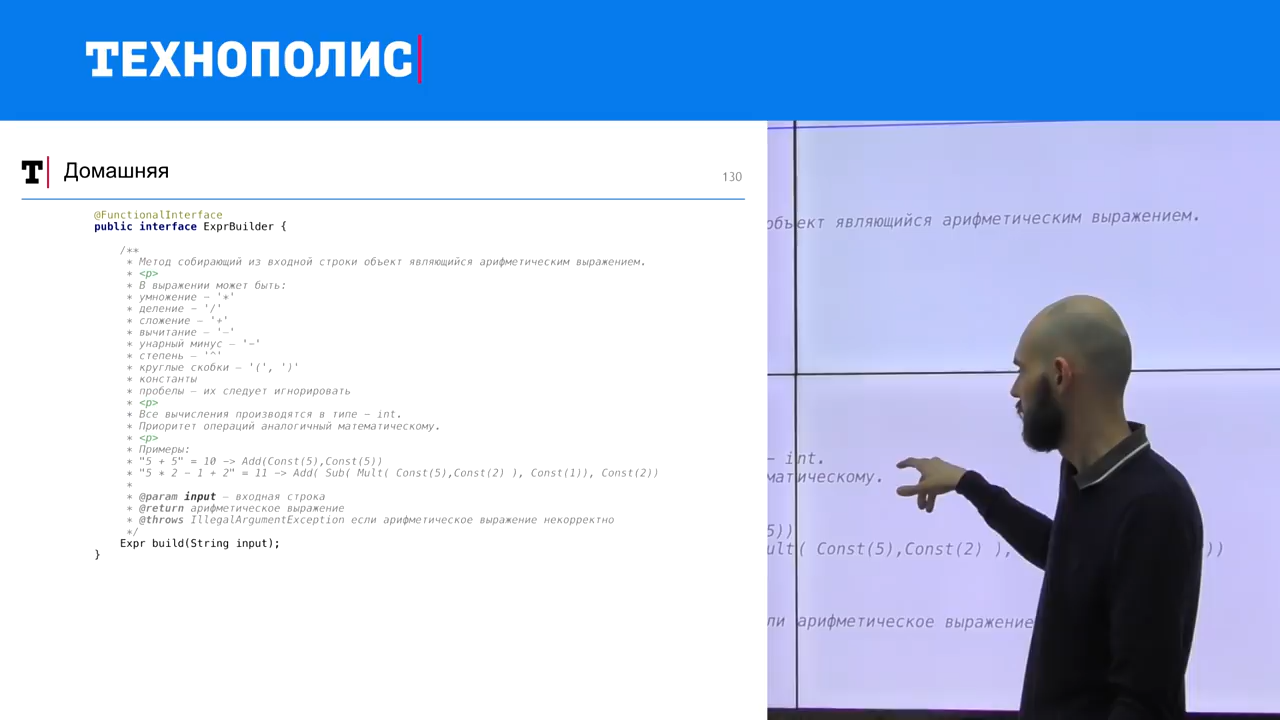 ТЕХНОПОЛИС
Т Домашняя
130
@FunctionalInterface
public interface ExprBuilder {
/**
* Метод собирающий из входной строки объект являющийся арифметическим выражением.
* <p>
* В выражении может быть:
* умножение – '*'
* деление – '/'
* сложение – '+'
* вычитание – '-'
* унарный минус – '-'
* степень – '^'
* круглые скобки – '(', ')'
* константы
* пробелы – их следует игнорировать
* <p>
* Все вычисления производятся в типе – int.
* Приоритет операций аналогичный математическому.
* <p>
* Примеры:
* "5 + 5" = 10 -> Add(Const(5),Const(5))
* "5 * 2 - 1 + 2" = 11 -> Add( Sub( Mult( Const(5),Const(2) ), Const(1)), Const(2))
*
* @param input – входная строка
* @return арифметическое выражение
* @throws IllegalArgumentException если арифметическое выражение некорректно
*/
Expr build(String input);
}
объект являющийся арифметическим выражением.
– int.
матическому.
5))
ult( Const(5),Const(2) ), ))
ли арифметическое выражение